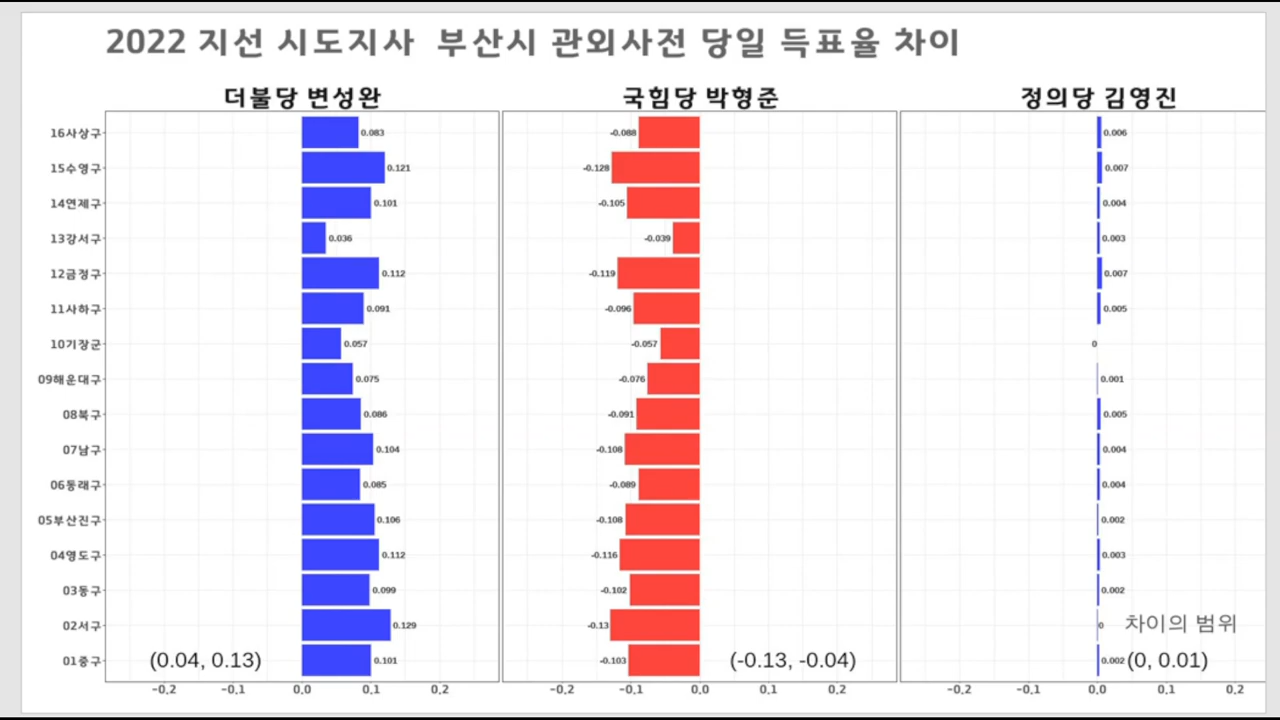 2022 지선 시도지사 부산시 관외사전 당일 득표율 차이
더불당 변성완 국힘당 박형준 정의당 김영진
16사상구 0.083 -0.088 0.006
15수영구 0.121 -0.128 0.007
14연제구 0.101 -0.105 0.004
13강서구 0.036 -0.039 0.003
12금정구 0.112 -0.119 0.007
11사하구 0.091 -0.096 0.005
10기장군 0.057 -0.057 0
09해운대구 0.075 -0.076 0.001
08북구 0.086 -0.091 0.005
07남구 0.104 -0.108 0.004
06동래구 0.085 -0.089 0.004
05부산진구 0.106 -0.108 0.002
04영도구 0.112 -0.116 0.003
03동구 0.099 -0.102 0.002
02서구 0.129 -0.13 0 차이의 범위
01중구 (0.04, 0.13) 0.101 -0.103 (-0.13, -0.04) 0.002 (0, 0.01)
-0.2 -0.1 0.0 0.1 0.2 -0.2 -0.1 0.0 0.1 0.2 -0.2 -0.1 0.0 0.1 0.2